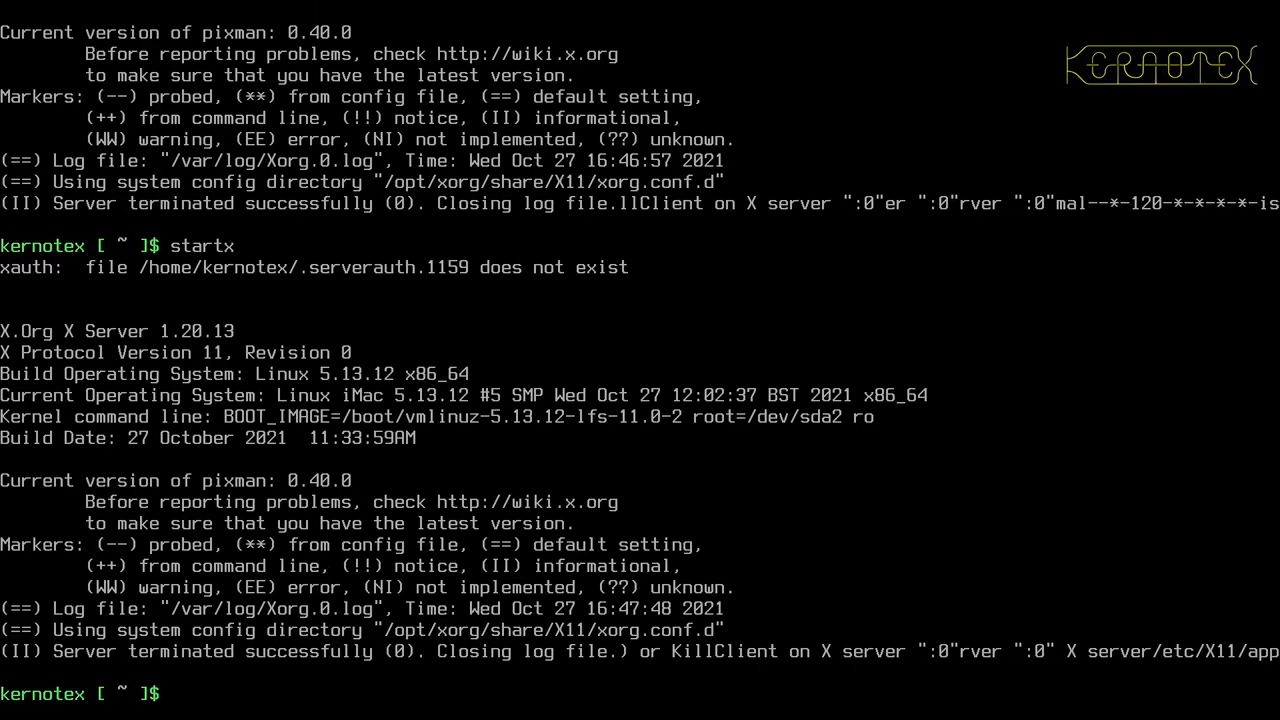 Current version of pixman: 0.40.0
        Before reporting problems, check http://wiki.x.org
        to make sure that you have the latest version.
Markers: (--) probed, (**) from config file, (==) default setting,
        (++) from command line, (!!) notice, (II) informational,
        (WW) warning, (EE) error, (NI) not implemented, (??) unknown.
(==) Log file: "/var/log/Xorg.0.log", Time: Wed Oct 27 16:46:57 2021
(==) Using system config directory "/opt/xorg/share/X11/xorg.conf.d"
(II) Server terminated successfully (0). Closing log file.llClient on X server ":0"er ":0"rver ":0"mal--*-120-*-*-*-*-is
KERNOTEX
kernotex [ ~ ]$ startx
xauth:  file /home/kernotex/.serverauth.1159 does not exist
X.Org X Server 1.20.13
X Protocol Version 11, Revision 0
Build Operating System: Linux 5.13.12 x86_64
Current Operating System: Linux iMac 5.13.12 #5 SMP Wed Oct 27 12:02:37 BST 2021 x86_64
Kernel command line: BOOT_IMAGE=/boot/vmlinuz-5.13.12-lfs-11.0-2 root=/dev/sda2 ro
Build Date: 27 October 2021  11:33:59AM
Current version of pixman: 0.40.0
        Before reporting problems, check http://wiki.x.org
        to make sure that you have the latest version.
Markers: (--) probed, (**) from config file, (==) default setting,
        (++) from command line, (!!) notice, (II) informational,
        (WW) warning, (EE) error, (NI) not implemented, (??) unknown.
(==) Log file: "/var/log/Xorg.0.log", Time: Wed Oct 27 16:47:48 2021
(==) Using system config directory "/opt/xorg/share/X11/xorg.conf.d"
(II) Server terminated successfully (0). Closing log file.) or KillClient on X server ":0"rver ":0" X server/etc/X11/app
kernotex [ ~ ]$